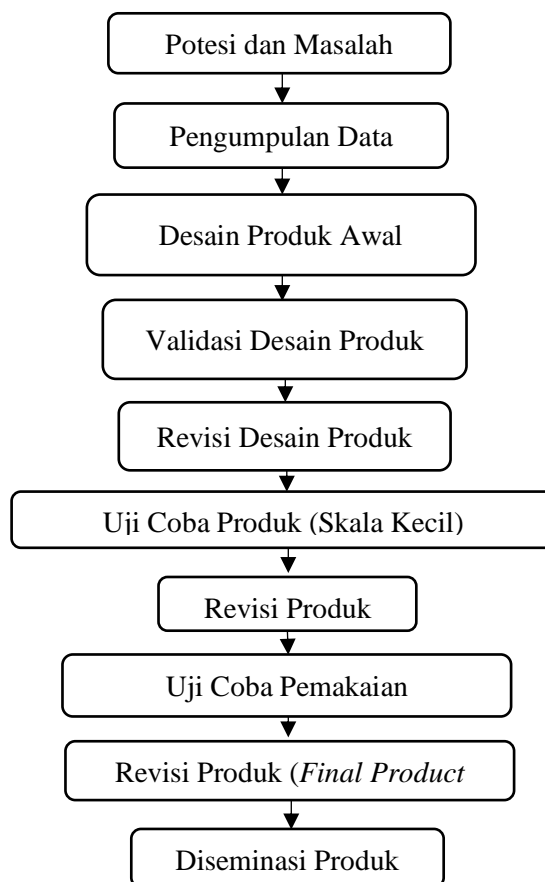 Potesi dan Masalah
Pengumpulan Data
Desain Produk Awal
Validasi Desain Produk
Revisi Desain Produk
Uji Coba Produk (Skala Kecil)
Revisi Produk
Uji Coba Pemakaian
Revisi Produk (Final Product
Diseminasi Produk